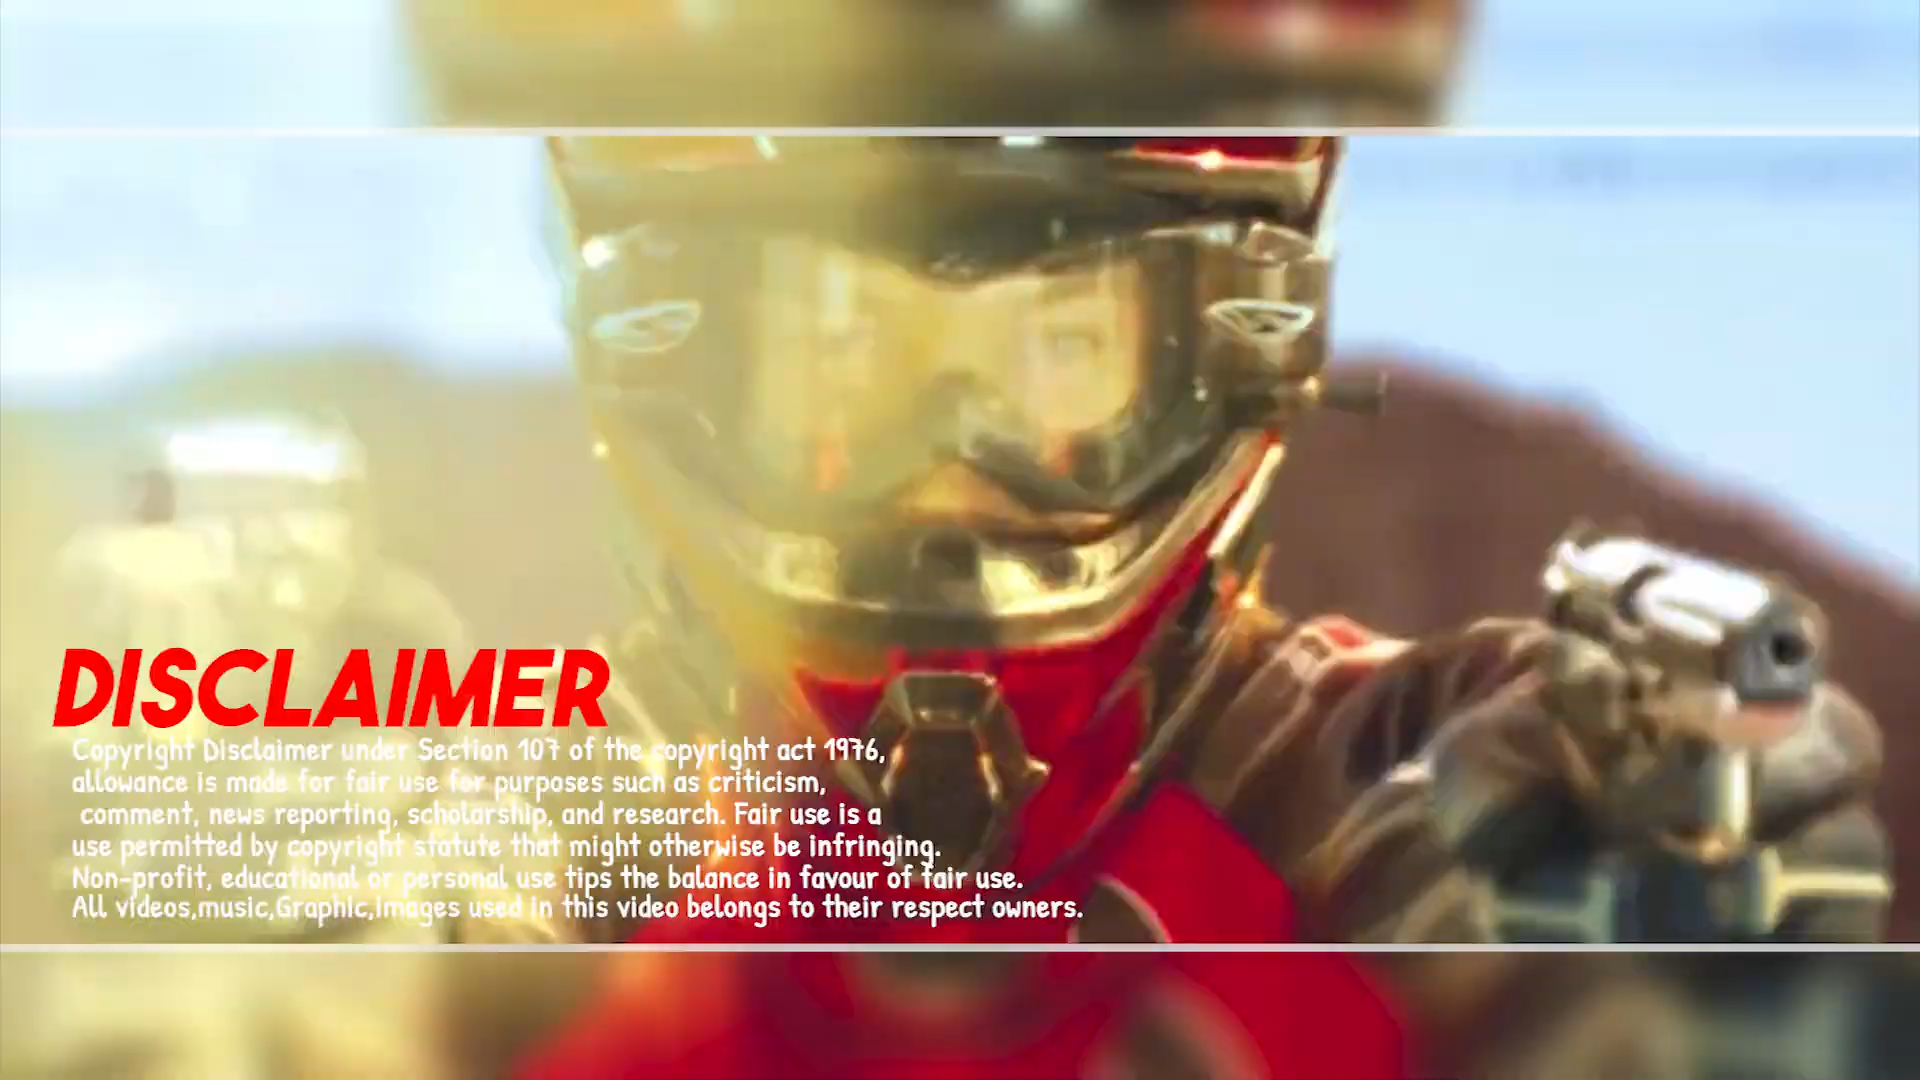 DISCLAIMER
Copyright Disclaimer under Section 107 of the copyright act 1976,
allowance is made for fair use for purposes such as criticism,
comment, news reporting, scholarship, and research. Fair use is a
use permitted by copyright statute that might otherwise be infringing.
Non-profit, educational or personal use tips the balance in favour of fair use.
All videos,music,Graphic,Images used in this video belongs to their respect owners.